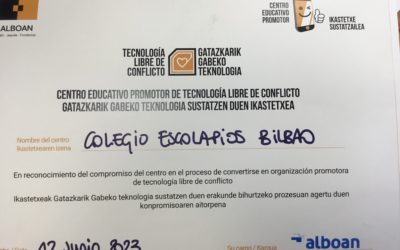 ALBOAN
CENTRO
EDUCATIVO
PROMOTOR
IKASTETXE
SUSTATZAILEA
TECNOLOGÍA
LIBRE DE
CONFLICTO
GATAZKARIK
GABEKO
TEKNOLOGIA
CENTRO EDUCATIVO PROMOTOR DE TECNOLOGÍA LIBRE DE CONFLICTO
GATAZKARIK GABEKO TEKNOLOGIA SUSTATZEN DUEN IKASTETXEA
Nombre del centro
Ikastetxearen izena
COLEGIO ESCOLAPIOS BILBAO
En reconocimiento del compromiso del centro en el proceso de convertirse en organización promotora
de tecnología libre de conflicto
Ikastetxeak Gatazkarik Gabeko teknologia sustatzen duen erakunde bihurtzeko prozesuan agertu duen
konpromisoaren aitorpena
12 JUNIO 2023
alboan